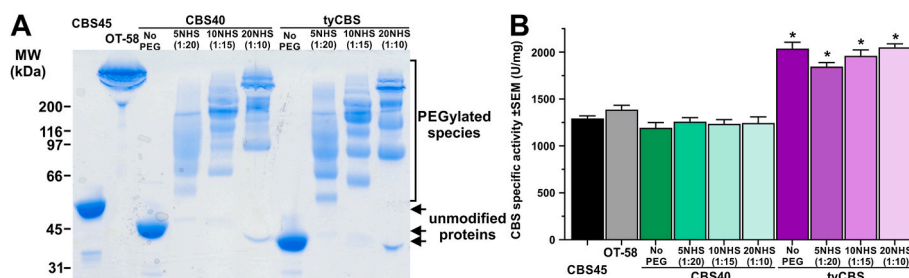 A
CBS45
OT-58
CBS40
tyCBS
No PEG
5NHS (1:20)
10NHS (1:15)
20NHS (1:10)
No PEG
5NHS (1:20)
10NHS (1:15)
20NHS (1:10)
MW
(kDa)
200
116
97
66
45
31
PEGylated
species
unmodified
proteins
B
CBS specific activity ±SEM (U/mg)
2000
1500
1000
500
0
* * * *
CBS45
OT-58
No PEG
5NHS (1:20)
10NHS (1:15)
20NHS (1:10)
No PEG
5NHS (1:20)
10NHS (1:15)
20NHS (1:10)
CBS40
tyCBS